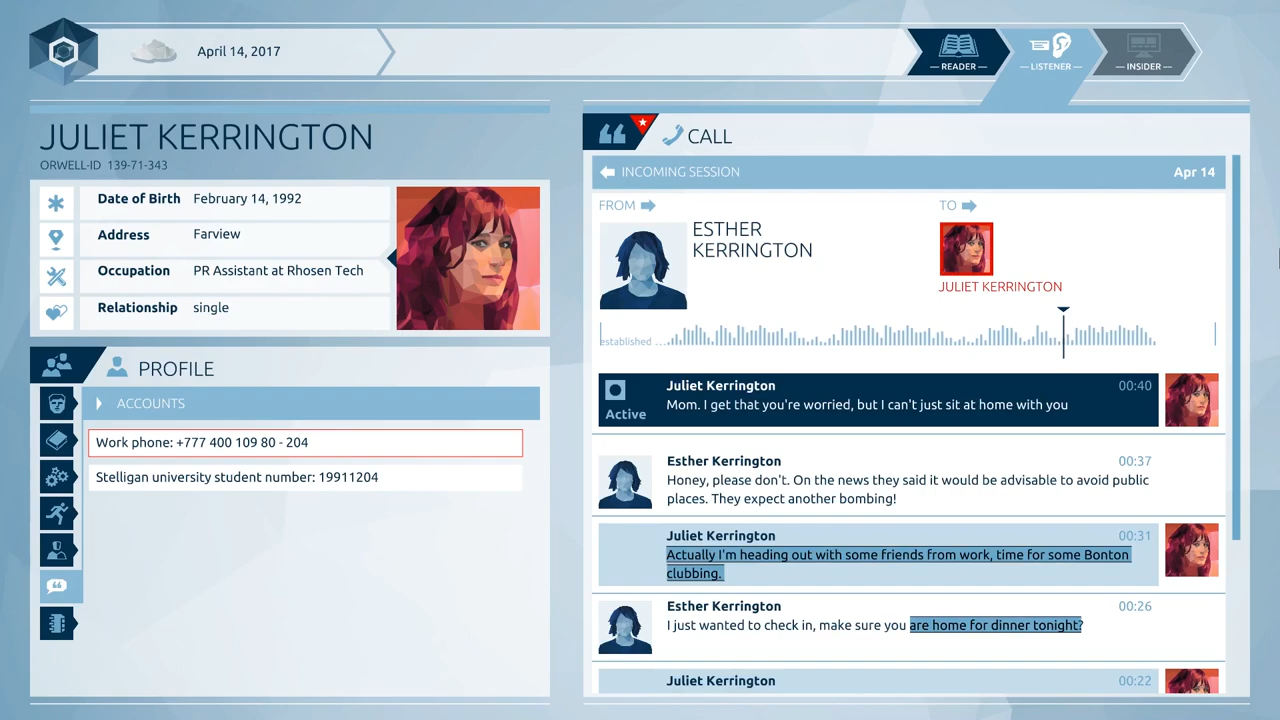 April 14, 2017
— READER —
— LISTENER —
— INSIDER —
JULIET KERRINGTON
ORWELL-ID 139-71-343
Date of Birth February 14, 1992
Address Farview
Occupation PR Assistant at Rhosen Tech
Relationship single
PROFILE
ACCOUNTS
Work phone: +777 400 109 80 - 204
Stelligan university student number: 19911204
CALL
INCOMING SESSION Apr 14
FROM
TO
ESTHER
KERRINGTON
JULIET KERRINGTON
established ...
Juliet Kerrington 00:40
Active
Mom. I get that you're worried, but I can't just sit at home with you
Esther Kerrington 00:37
Honey, please don't. On the news they said it would be advisable to avoid public
places. They expect another bombing!
Juliet Kerrington 00:31
Actually I'm heading out with some friends from work, time for some Bonton
clubbing.
Esther Kerrington 00:26
I just wanted to check in, make sure you are home for dinner tonight?
Juliet Kerrington 00:22